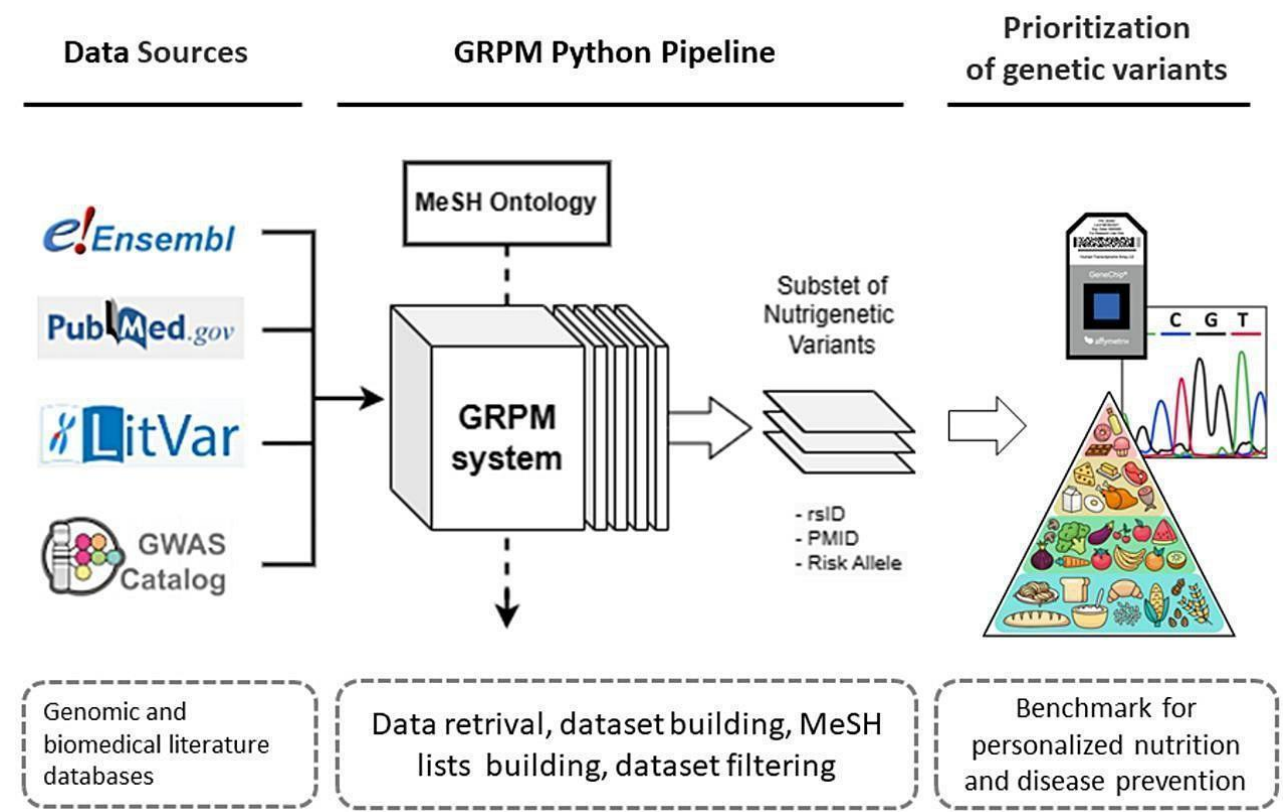 Data Sources
GRPM Python Pipeline
Prioritization
of genetic variants
e!Ensembl
PubMed.gov
LitVar
GWAS
Catalog
MeSH Ontology
GRPM
system
Substet of
Nutrigenetic
Variants
- rsID
- PMID
- Risk Allele
GeneChip®
affymetrix
C G T
Genomic and
biomedical literature
databases
Data retrival, dataset building, MeSH
lists building, dataset filtering
Benchmark for
personalized nutrition
and disease prevention